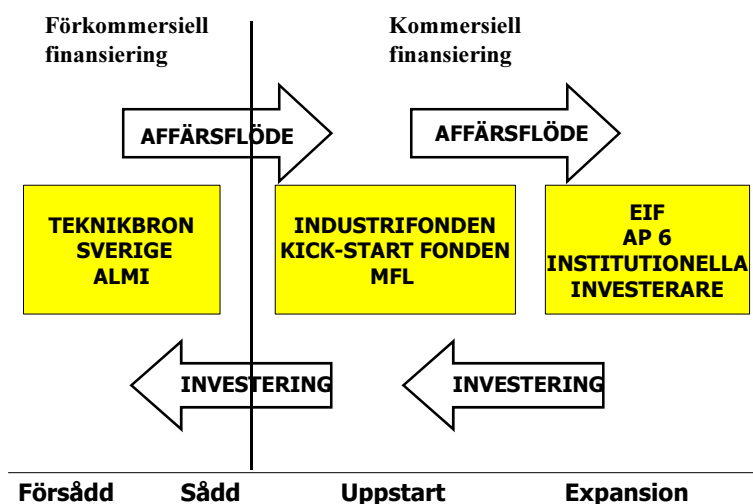 Förkommersiell
finansiering
Kommersiell
finansiering
AFFÄRSFLÖDE
AFFÄRSFLÖDE
TEKNIKBRON
SVERIGE
ALMI
INDUSTRIFONDEN
KICK-START FONDEN
MFL
EIF
AP 6
INSTITUTIONELLA
INVESTERARE
INVESTERING
INVESTERING
Försådd Sådd Uppstart Expansion